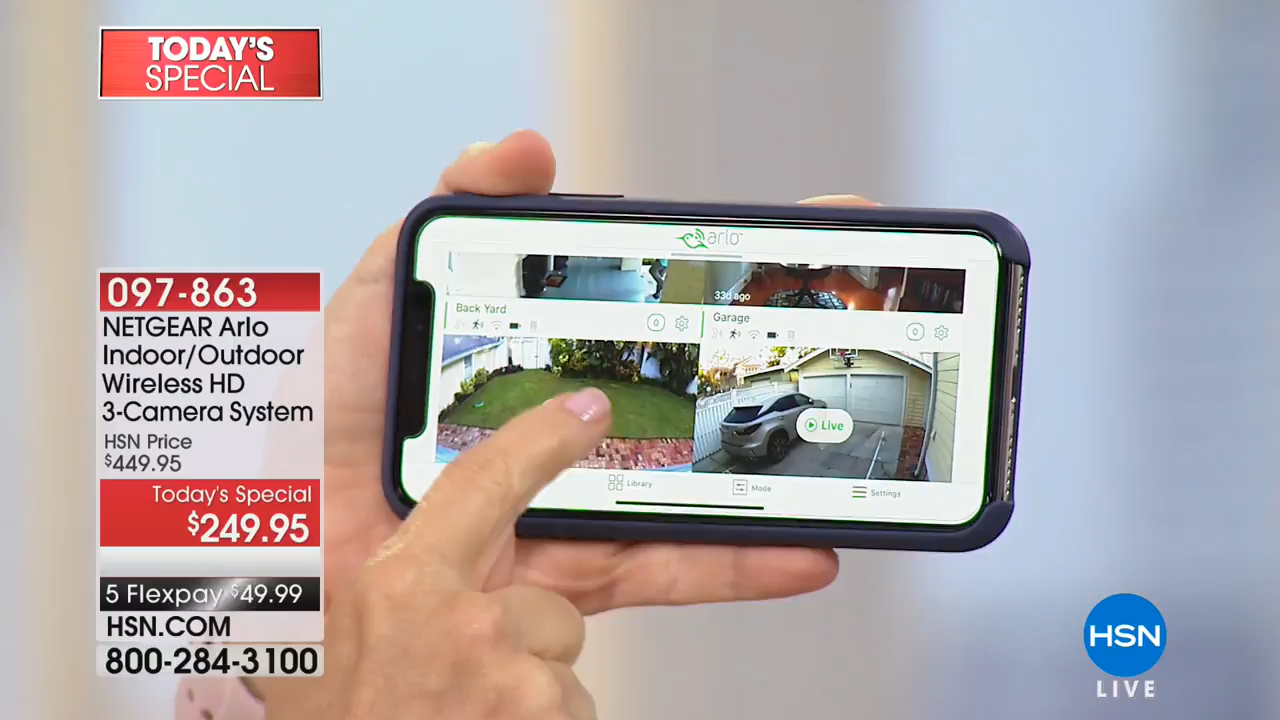 TODAY'S
SPECIAL
097-863
NETGEAR Arlo
Indoor/Outdoor
Wireless HD
3-Camera System
HSN Price
$449.95
Today's Special
$249.95
5 Flexpay $49.99
HSN.COM
800-284-3100
arlo
33d ago
Back Yard
0
Garage
0
Live
Library
Mode
Settings
HSN
LIVE